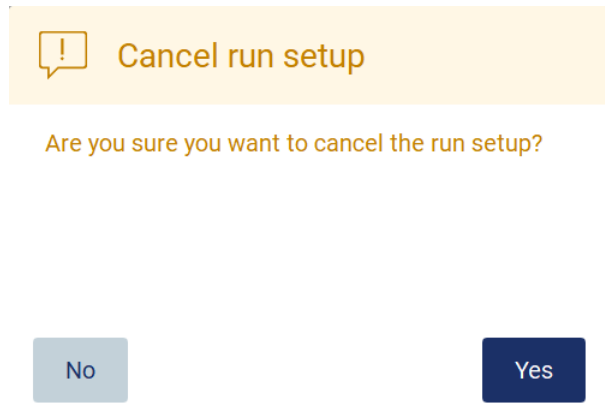 Cancel run setup
Are you sure you want to cancel the run setup?
No
Yes